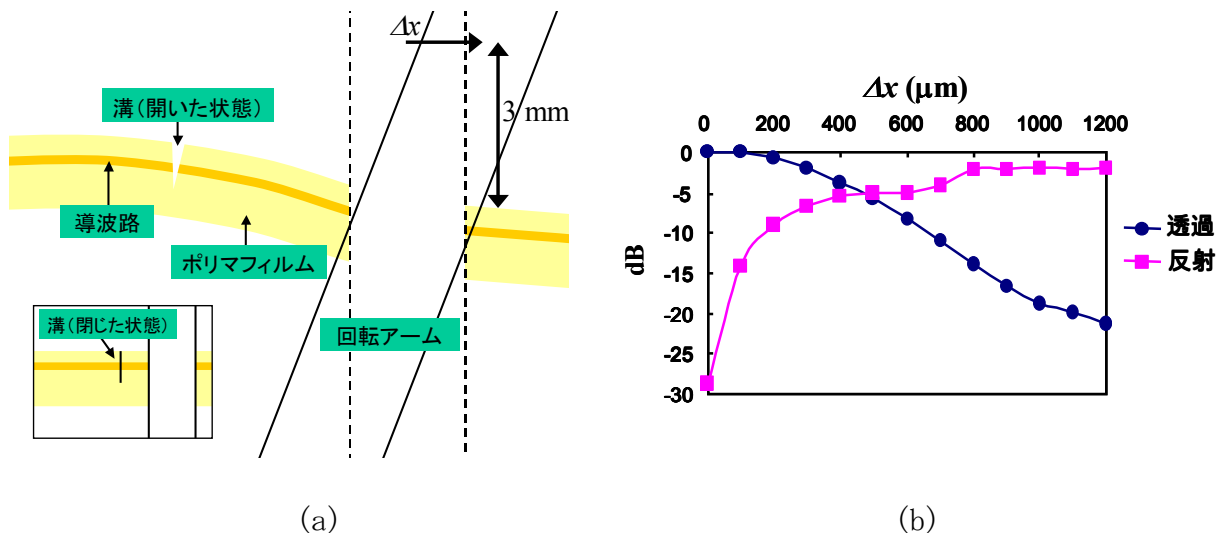 Δx
溝（開いた状態）
3 mm
導波路
ポリマフィルム
溝（閉じた状態）
回転アーム
(a)
Δx (μm)
0 200 400 600 800 1000 1200
0
-5
-10
-15
-20
-25
-30
dB
透過
反射
(b)